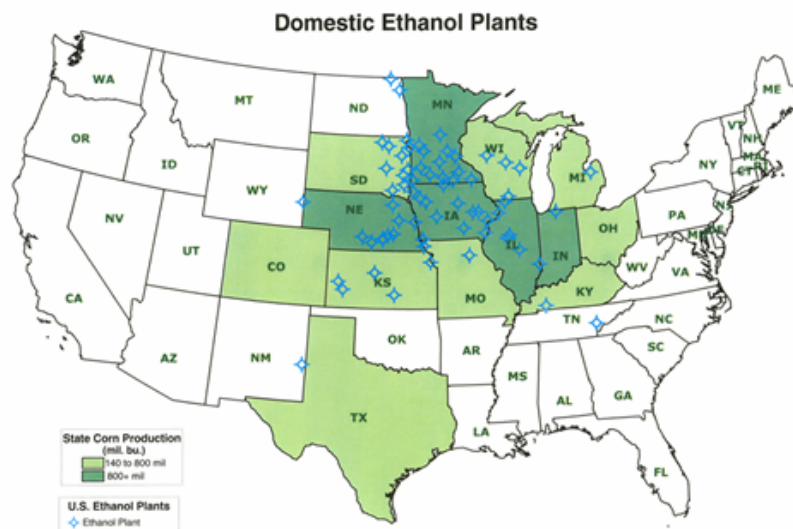 Domestic Ethanol Plants
WA
MT
ND
MN
ME
OR
ID
WY
SD
WI
MI
VT
NH
NY
MA
CT
RI
NV
UT
CO
NE
IA
IL
IN
OH
PA
NJ
MD
DE
WV
VA
CA
KS
MO
KY
AZ
NM
OK
AR
TN
NC
SC
MS
AL
GA
TX
LA
FL
State Corn Production
(mil. bu.)
140 to 800 mil
800+ mil
U.S. Ethanol Plants
Ethanol Plant